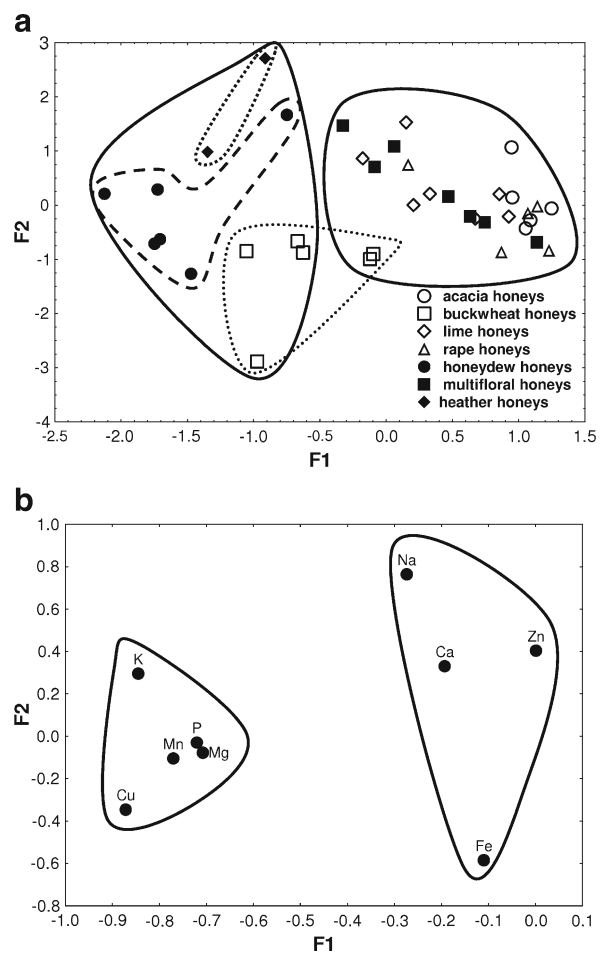 a
3
2
1
0
-1
-2
-3
-4
F2
-2.5 -2.0 -1.5 -1.0 -0.5 0.0 0.5 1.0 1.5
F1
acacia honeys
buckwheat honeys
lime honeys
rape honeys
honeydew honeys
multifloral honeys
heather honeys
b
1.0
0.8
0.6
0.4
0.2
0.0
-0.2
-0.4
-0.6
-0.8
F2
Na
Zn
Ca
K
P
Mn
Mg
Cu
Fe
-1.0 -0.9 -0.8 -0.7 -0.6 -0.5 -0.4 -0.3 -0.2 -0.1 0.0 0.1
F1